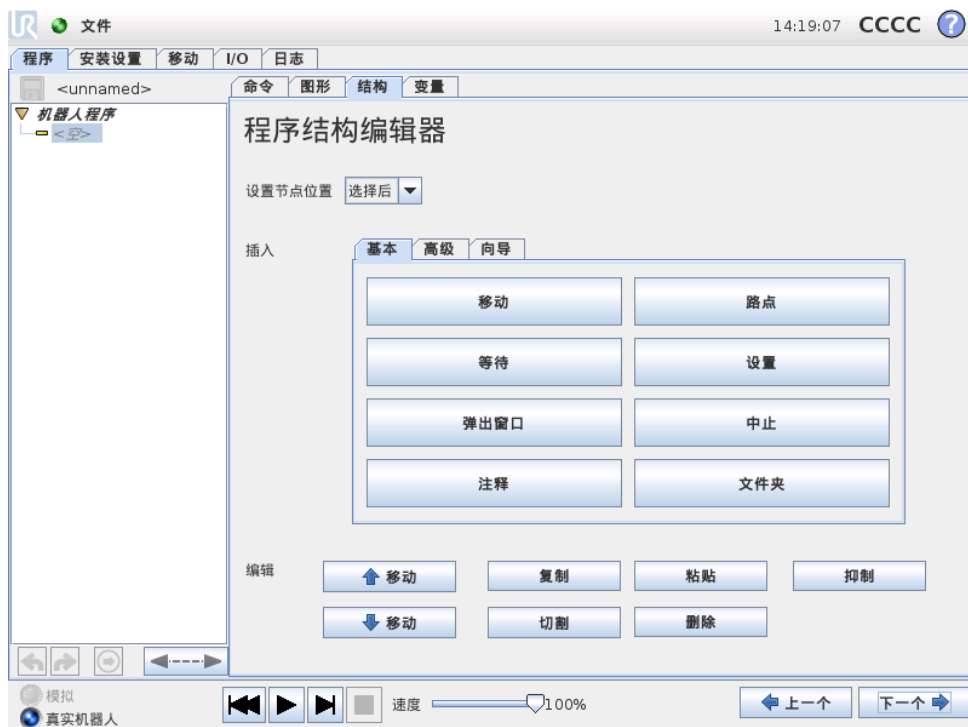 UR 文件 14:19:07 CCCC ?
程序 安装设置 移动 I/O 日志
<unnamed> 命令 图形 结构 变量
机器人程序
<空>
程序结构编辑器
设置节点位置 选择后
插入 基本 高级 向导
移动 路点
等待 设置
弹出窗口 中止
注释 文件夹
编辑 移动 复制 粘贴 抑制
移动 切割 删除
模拟
真实机器人
速度 100% 上一个 下一个